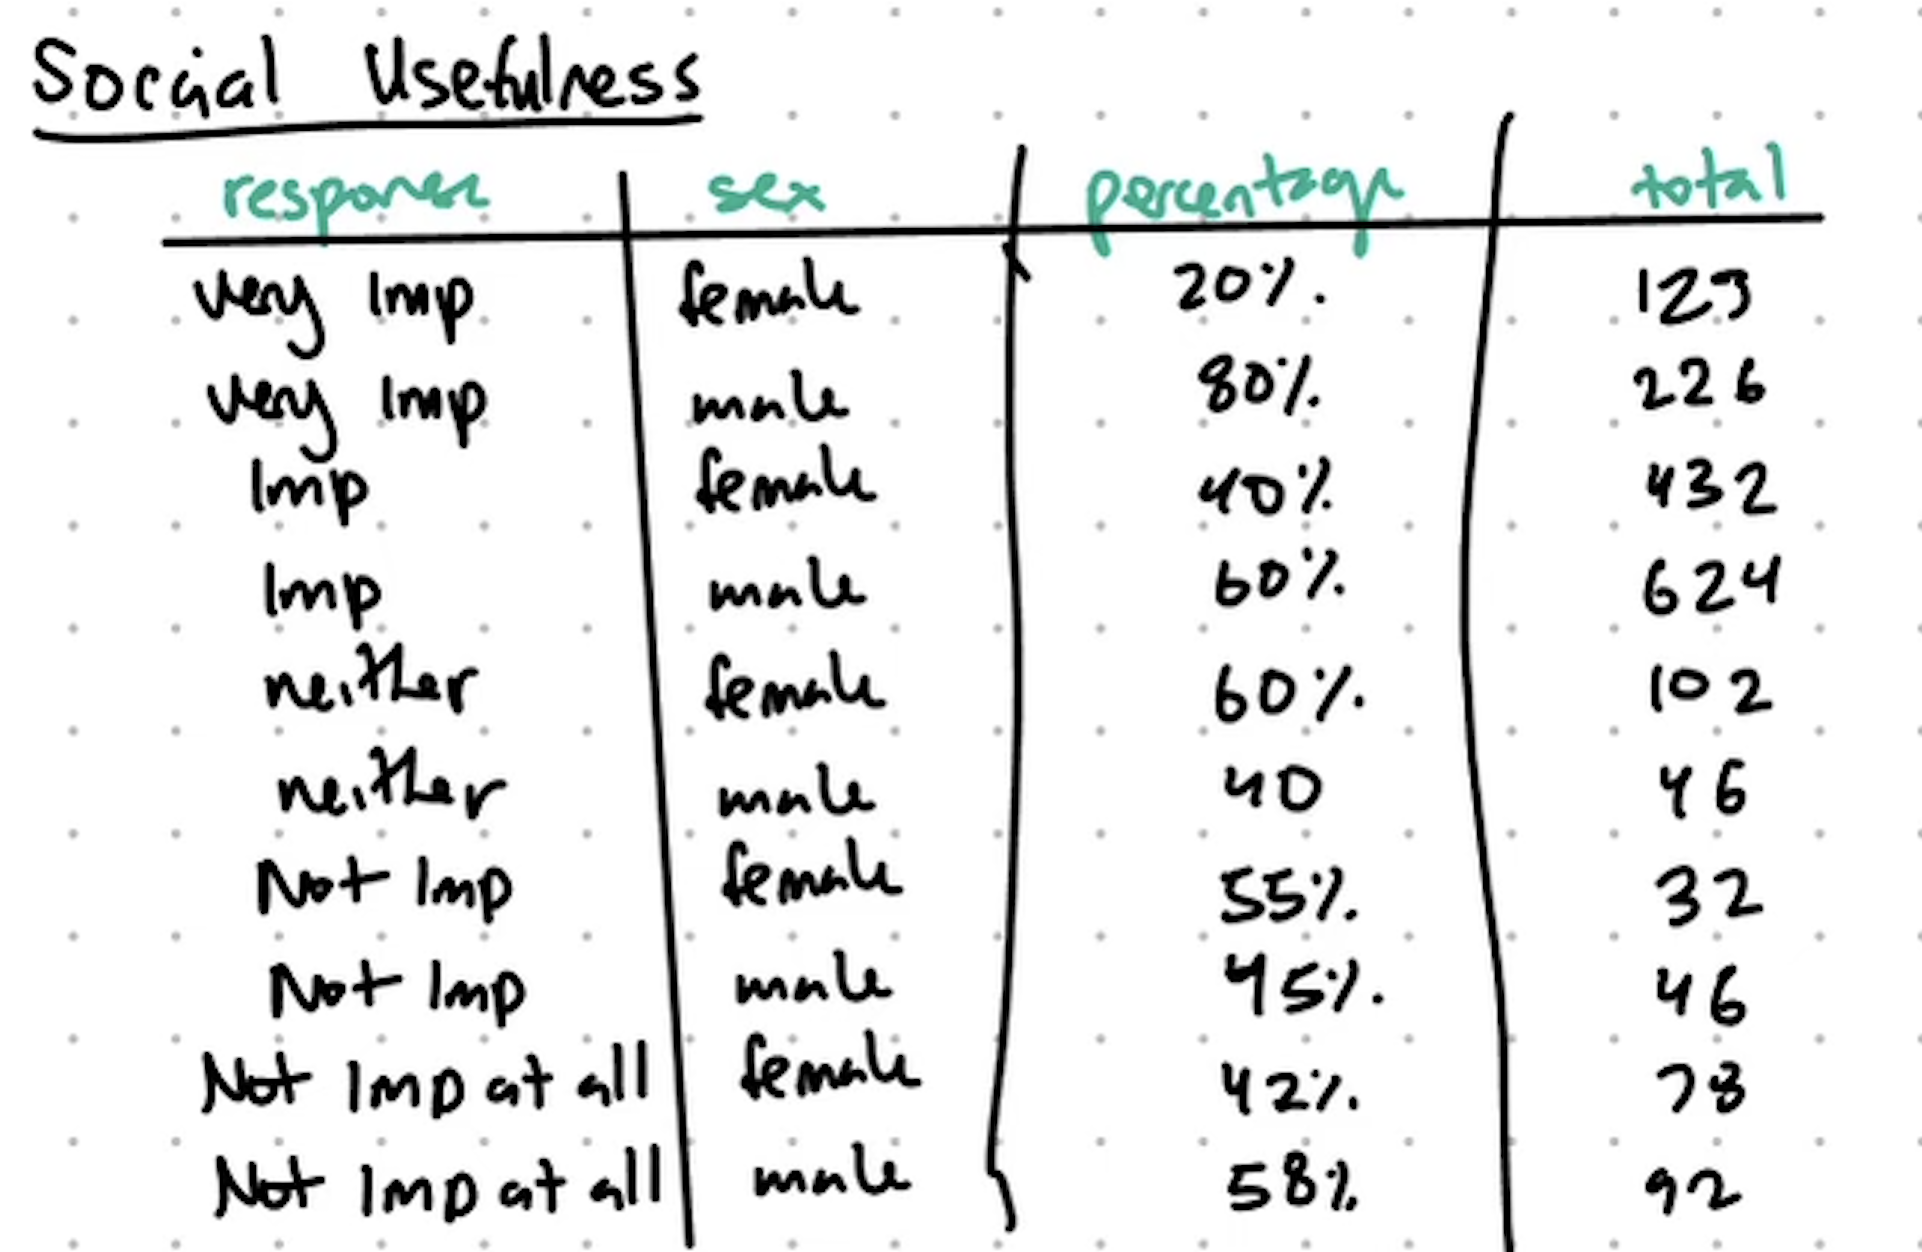 Social Usefulness
response sex percentage total
very Imp female 20%. 123
very Imp male 80%. 226
Imp female 40% 432
Imp male 60%. 624
neither female 60%. 102
neither male 40 46
Not Imp female 55%. 32
Not Imp male 45%. 46
Not Imp at all female 42%. 78
Not Imp at all male 58% 92